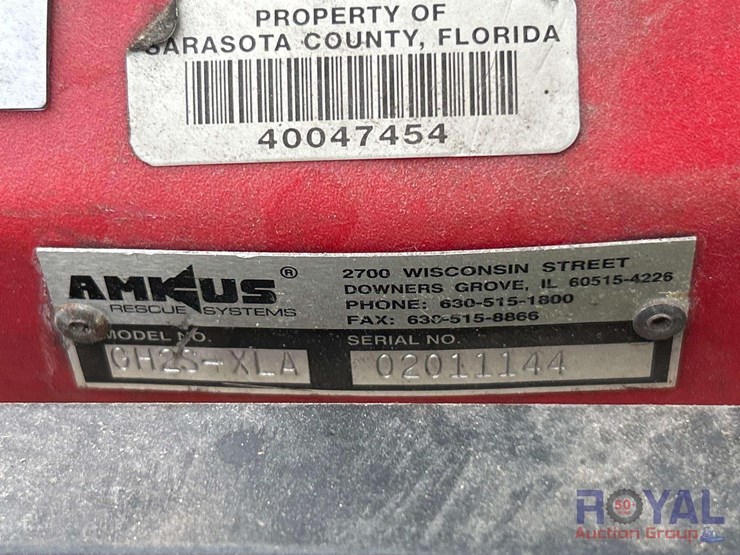 PROPERTY OF
SARASOTA COUNTY, FLORIDA
40047454
AMKUS®
RESCUE SYSTEMS
2700 WISCONSIN STREET
DOWNERS GROVE, IL 60515-4226
PHONE: 630-515-1800
FAX: 630-515-8866
MODEL NO.
GH2S-XLA
SERIAL NO.
02011144
ROYAL
50
Auction Group